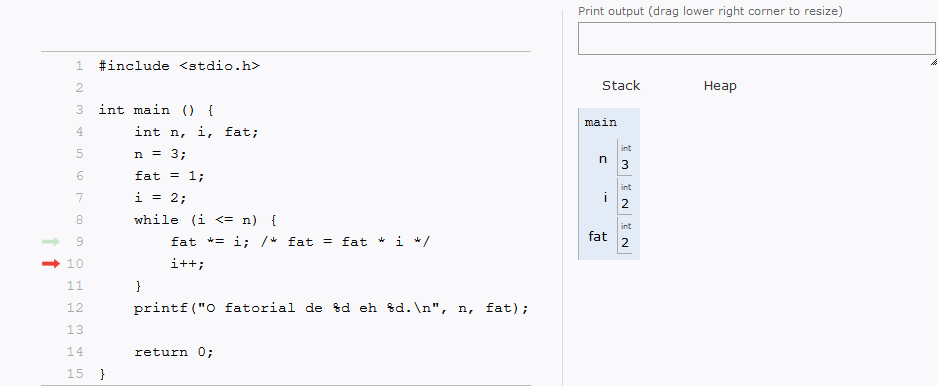 Print output (drag lower right corner to resize)
Stack Heap
1 #include <stdio.h>
2
3 int main () {
4 int n, i, fat;
5 n = 3;
6 fat = 1;
7 i = 2;
8 while (i <= n) {
9 fat *= i; /* fat = fat * i */
10 i++;
11 }
12 printf("O fatorial de %d eh %d.\n", n, fat);
13
14 return 0;
15 }
main
int
n 3
int
i 2
int
fat 2